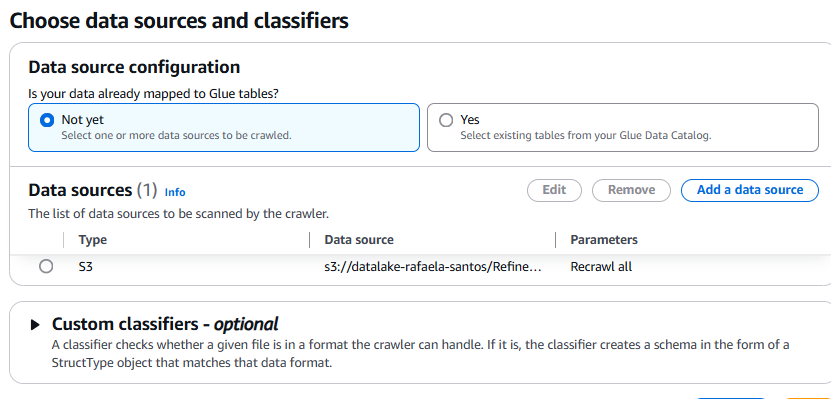 Choose data sources and classifiers
Data source configuration
Is your data already mapped to Glue tables?
Not yet
Select one or more data sources to be crawled.
Yes
Select existing tables from your Glue Data Catalog.
Data sources (1) Info
Edit
Remove
Add a data source
The list of data sources to be scanned by the crawler.
Type
Data source
Parameters
S3
s3://datalake-rafaela-santos/Refine...
Recrawl all
Custom classifiers - optional
A classifier checks whether a given file is in a format the crawler can handle. If it is, the classifier creates a schema in the form of a
StructType object that matches that data format.